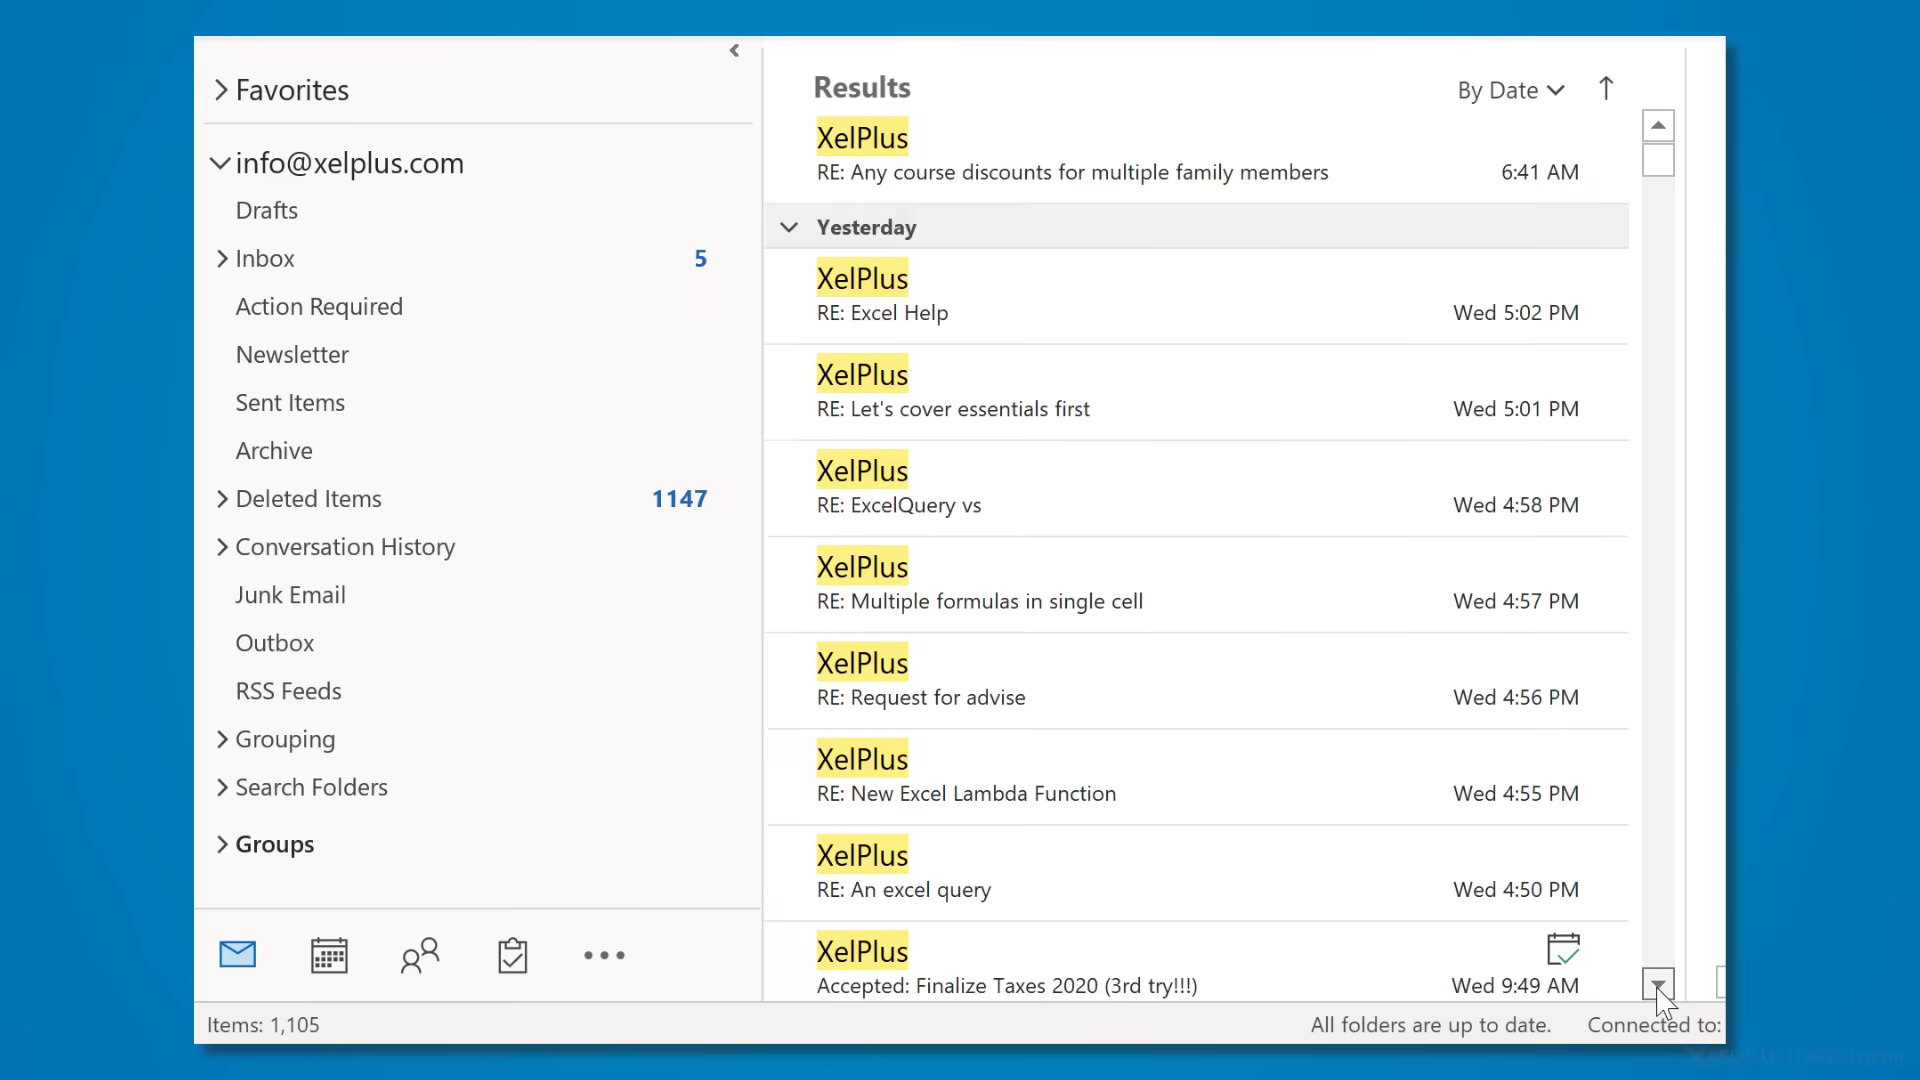 Favorites
info@xelplus.com
Drafts
Inbox 5
Action Required
Newsletter
Sent Items
Archive
Deleted Items 1147
Conversation History
Junk Email
Outbox
RSS Feeds
Grouping
Search Folders
Groups
Results By Date
XelPlus
RE: Any course discounts for multiple family members 6:41 AM
Yesterday
XelPlus
RE: Excel Help Wed 5:02 PM
XelPlus
RE: Let's cover essentials first Wed 5:01 PM
XelPlus
RE: ExcelQuery vs Wed 4:58 PM
XelPlus
RE: Multiple formulas in single cell Wed 4:57 PM
XelPlus
RE: Request for advise Wed 4:56 PM
XelPlus
RE: New Excel Lambda Function Wed 4:55 PM
XelPlus
RE: An excel query Wed 4:50 PM
XelPlus
Accepted: Finalize Taxes 2020 (3rd try!!!) Wed 9:49 AM
Items: 1,105 All folders are up to date. Connected to: